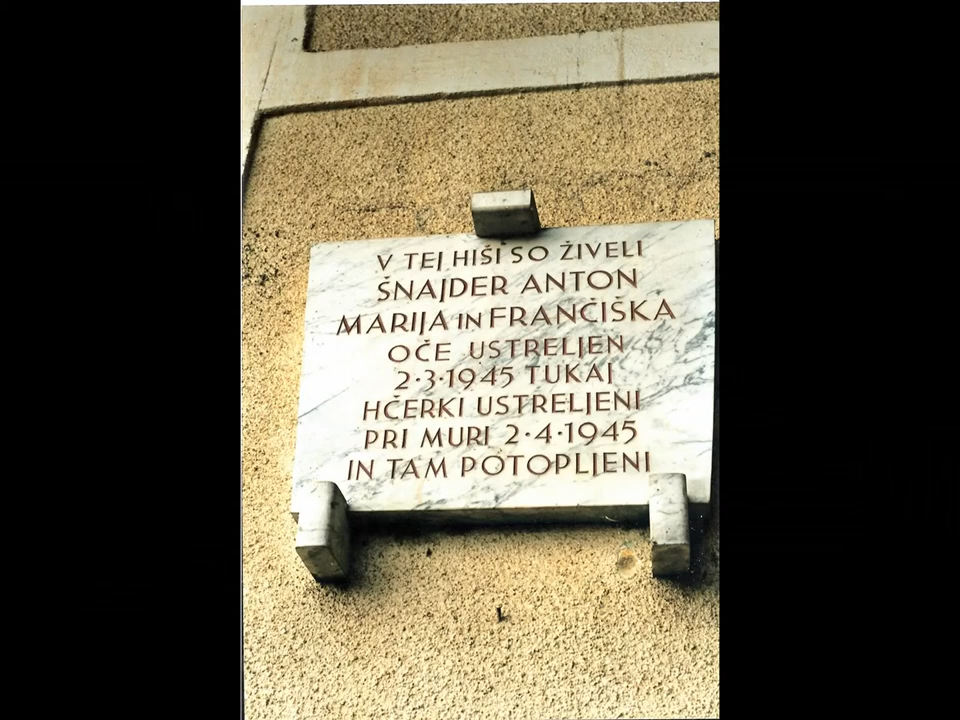 V TEJ HIŠI SO ŽIVELI
ŠNAJDER ANTON
MARIJA IN FRANČIŠKA
OČE USTRELJEN
2·3·1945 TUKAJ
HČERKI USTRELJENI
PRI MURI 2·4·1945
IN TAM POTOPLJENI